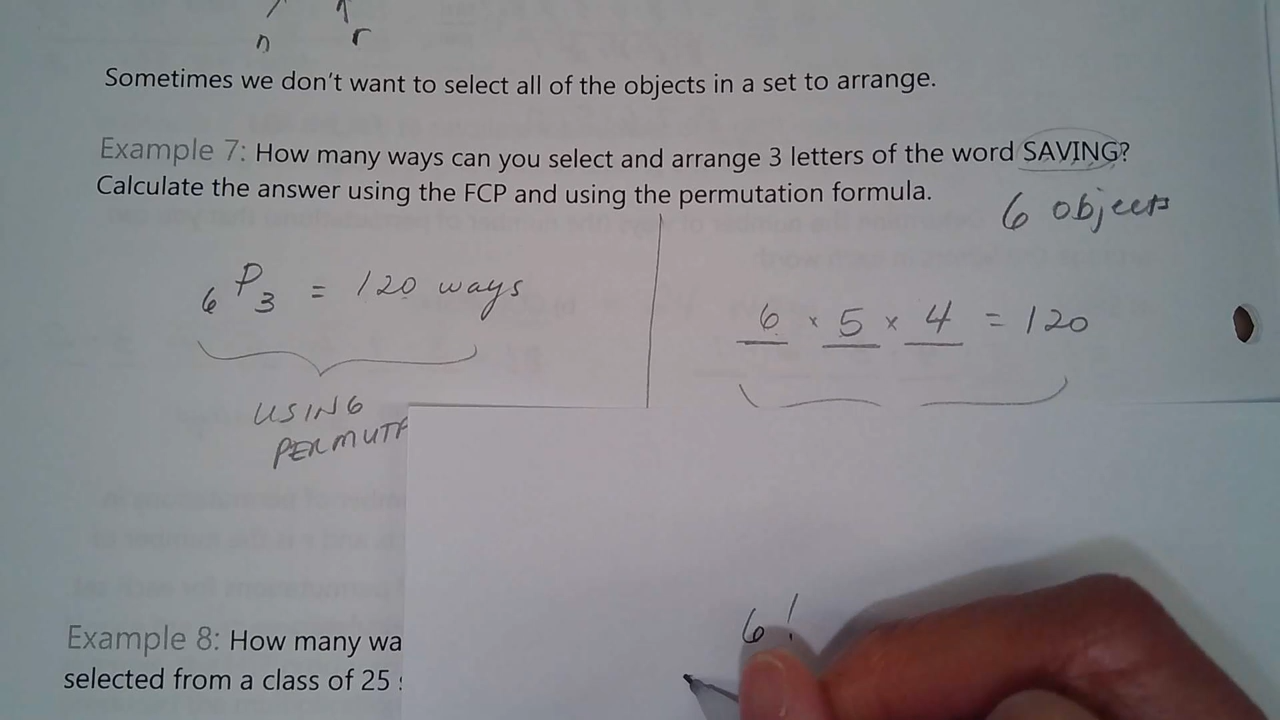 n r
Sometimes we don't want to select all of the objects in a set to arrange.
Example 7: How many ways can you select and arrange 3 letters of the word SAVING?
Calculate the answer using the FCP and using the permutation formula.
6 objects
6 P 3 = 120 ways
6 × 5 × 4 = 120
USING
PERMUTA
6!
Example 8: How many wa
selected from a class of 25 s